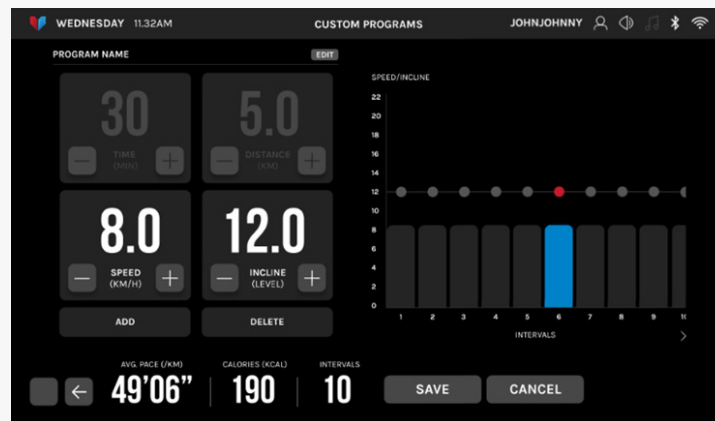 WEDNESDAY 11.32AM CUSTOM PROGRAMS JOHNJOHNNY
PROGRAM NAME EDIT
30
TIME
(MIN)
5.0
DISTANCE
(KM)
8.0
SPEED
(KM/H)
12.0
INCLINE
(LEVEL)
ADD DELETE
SPEED/INCLINE
22
20
18
16
14
12
10
8
6
4
2
0
1 2 3 4 5 6 7 8 9 10
INTERVALS
AVG. PACE (/KM) CALORIES (KCAL) INTERVALS
49'06" 190 10
SAVE CANCEL